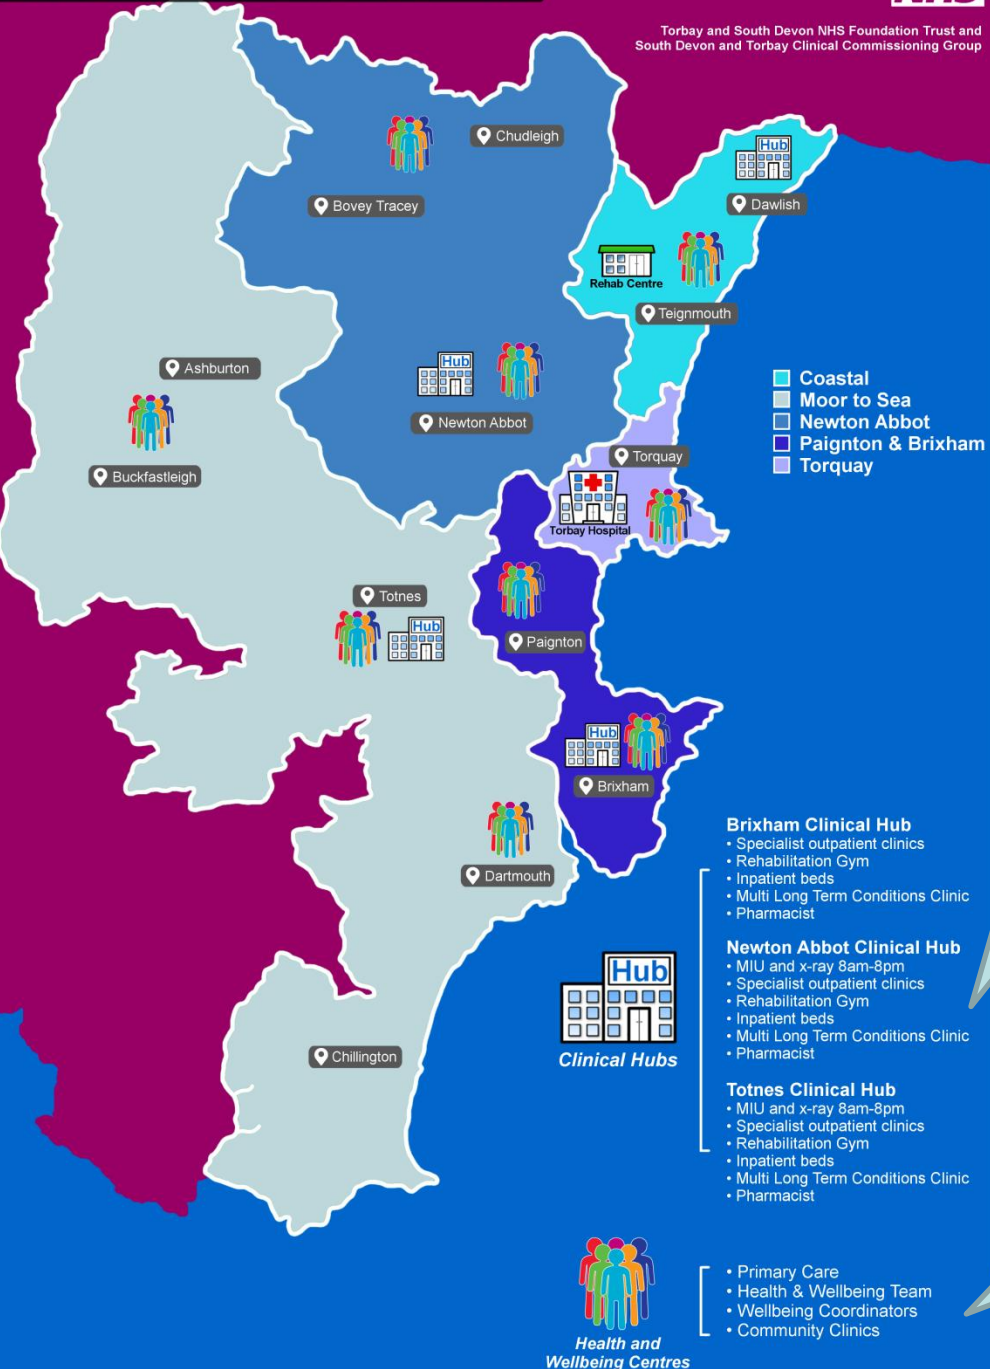 NHS
Torbay and South Devon NHS Foundation Trust and
South Devon and Torbay Clinical Commissioning Group
Chudleigh
Hub
Bovey Tracey
Dawlish
Rehab Centre
Teignmouth
Ashburton
Hub
Newton Abbot
Buckfastleigh
Coastal
Moor to Sea
Newton Abbot
Paignton & Brixham
Torquay
Torquay
Torbay Hospital
Totnes
Hub
Paignton
Hub
Brixham
Dartmouth
Chillington
Hub
Clinical Hubs
Brixham Clinical Hub
• Specialist outpatient clinics
• Rehabilitation Gym
• Inpatient beds
• Multi Long Term Conditions Clinic
• Pharmacist
Newton Abbot Clinical Hub
• MIU and x-ray 8am-8pm
• Specialist outpatient clinics
• Rehabilitation Gym
• Inpatient beds
• Multi Long Term Conditions Clinic
• Pharmacist
Totnes Clinical Hub
• MIU and x-ray 8am-8pm
• Specialist outpatient clinics
• Rehabilitation Gym
• Inpatient beds
• Multi Long Term Conditions Clinic
• Pharmacist
Health and
Wellbeing Centres
• Primary Care
• Health & Wellbeing Team
• Wellbeing Coordinators
• Community Clinics